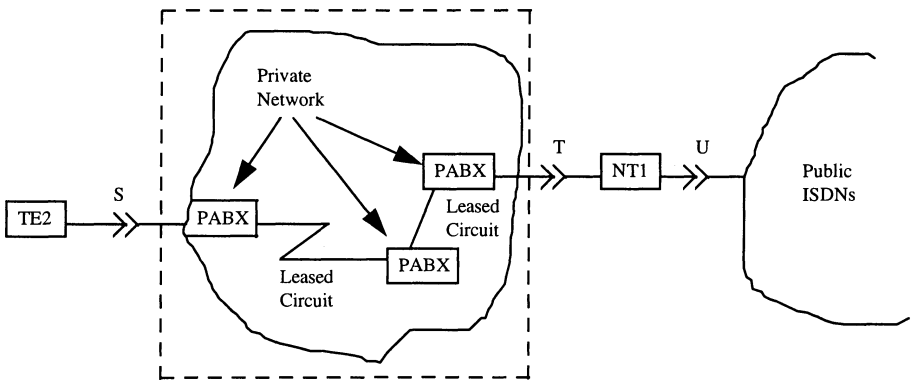 Private
Network
T
U
PABX
NT1
Public
ISDNs
S
TE2
PABX
Leased
Circuit
PABX
Leased
Circuit